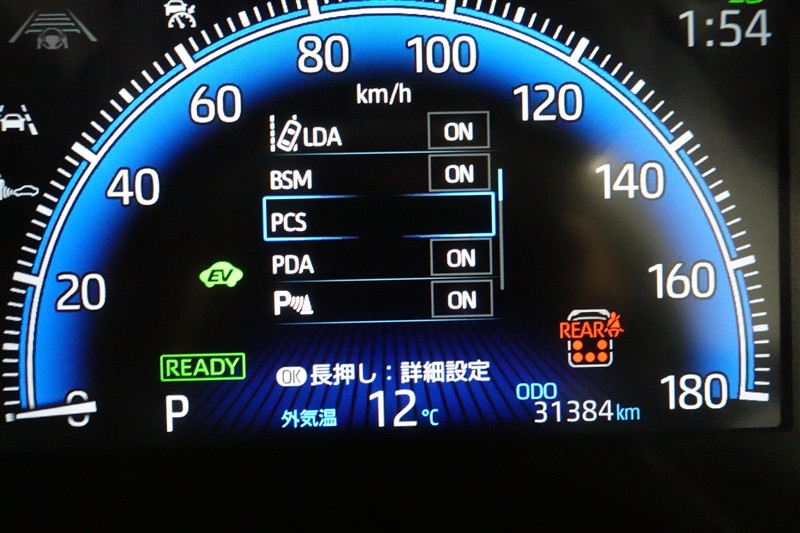 1:54
80 100
km/h
60 120
LDA ON
BSM ON
40 140
PCS
PDA ON
EV
20 160
P ON
REAR
READY
OK 長押し:詳細設定
0 180
P 外気温 12℃ ODO 31384km